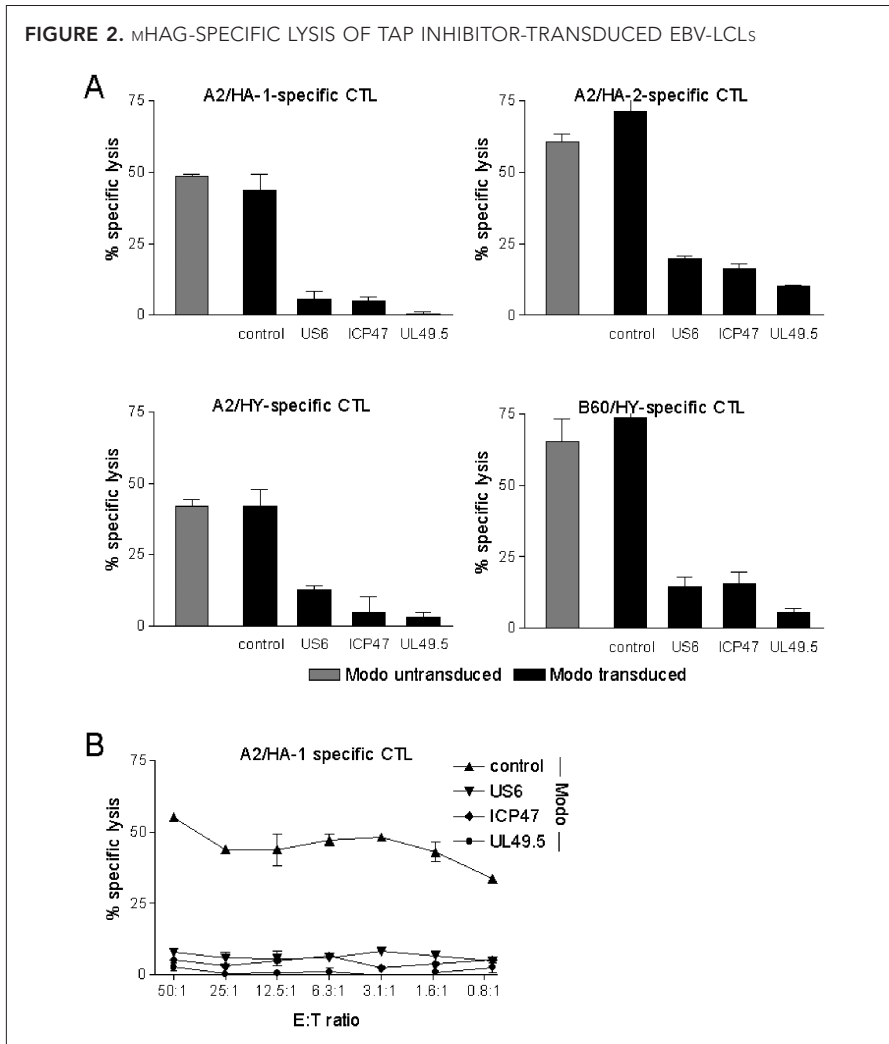 FIGURE 2. MHAG-SPECIFIC LYSIS OF TAP INHIBITOR-TRANSDUCED EBV-LCLS
A
A2/HA-1-specific CTL
% specific lysis
75
50
25
0
control US6 ICP47 UL49.5
A2/HA-2-specific CTL
% specific lysis
75
50
25
0
control US6 ICP47 UL49.5
A2/HY-specific CTL
% specific lysis
75
50
25
0
control US6 ICP47 UL49.5
B60/HY-specific CTL
% specific lysis
75
50
25
0
control US6 ICP47 UL49.5
Modo untransduced Modo transduced
B
A2/HA-1 specific CTL
% specific lysis
75
50
25
0
50:1 25:1 12.5:1 6.3:1 3.1:1 1.6:1 0.8:1
E:T ratio
control
US6
ICP47
UL49.5
Modo